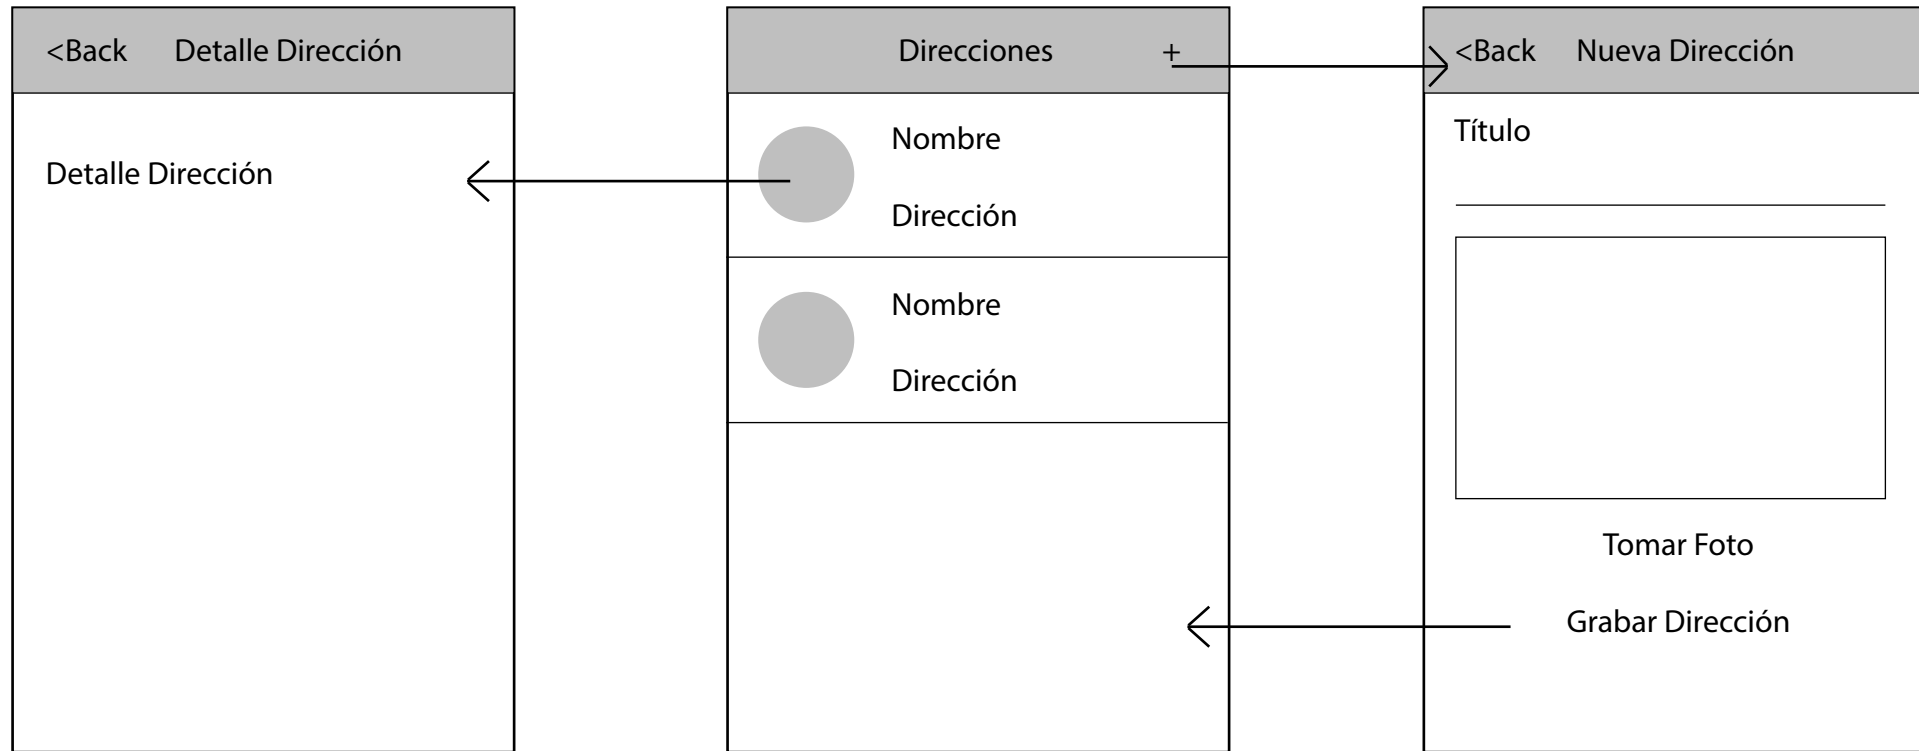 <Back Detalle Dirección
Detalle Dirección
Direcciones +
Nombre
Dirección
Nombre
Dirección
<Back Nueva Dirección
Título
Tomar Foto
Grabar Dirección